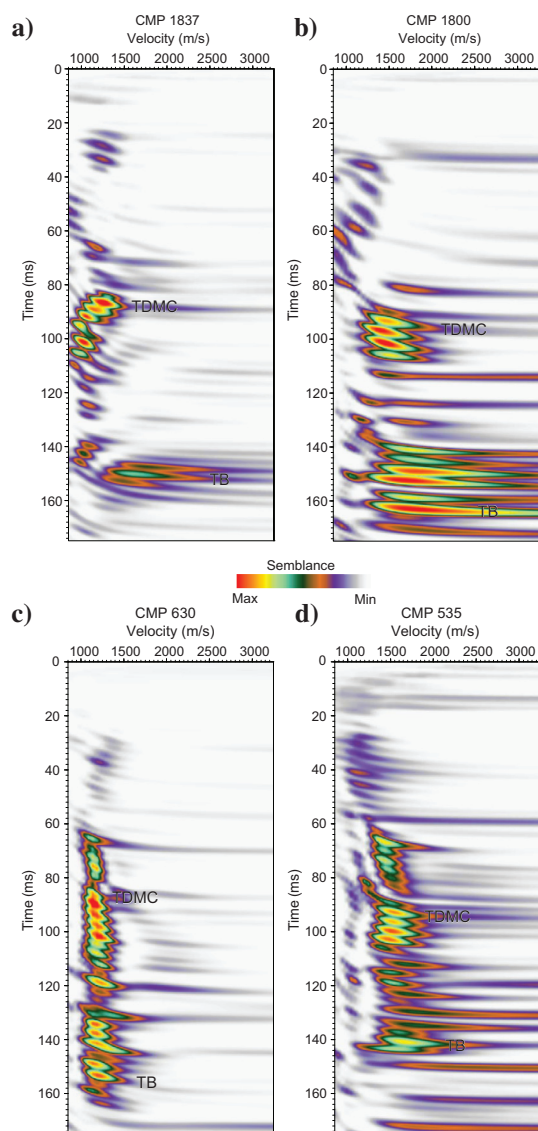 a)
CMP 1837
Velocity (m/s)
1000 1500 2000 2500 3000
0
20
40
60
80
100
120
140
160
Time (ms)
TDMC
TB
b)
CMP 1800
Velocity (m/s)
1000 1500 2000 2500 3000
0
20
40
60
80
100
120
140
160
Time (ms)
TDMC
TB
Semblance
Max Min
c)
CMP 630
Velocity (m/s)
1000 1500 2000 2500 3000
0
20
40
60
80
100
120
140
160
Time (ms)
TDMC
TB
d)
CMP 535
Velocity (m/s)
1000 1500 2000 2500 3000
0
20
40
60
80
100
120
140
160
Time (ms)
TDMC
TB